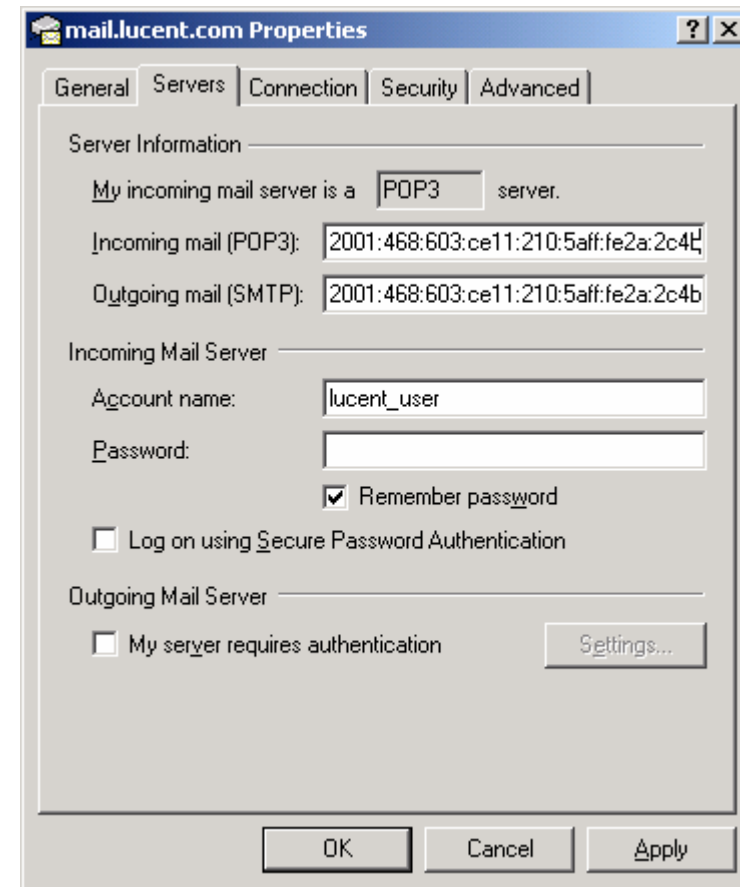 mail.lucent.com Properties
General Servers Connection Security Advanced
Server Information
My incoming mail server is a POP3 server.
Incoming mail (POP3): 2001:468:603:ce11:210:5aff:fe2a:2c4b
Outgoing mail (SMTP): 2001:468:603:ce11:210:5aff:fe2a:2c4b
Incoming Mail Server
Account name: lucent_user
Password:
Remember password
Log on using Secure Password Authentication
Outgoing Mail Server
My server requires authentication Settings...
OK Cancel Apply